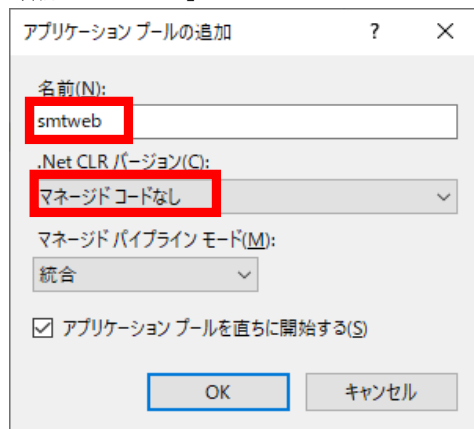 アプリケーション プールの追加 ? ×
名前(N):
smtweb
.Net CLR バージョン(C):
マネージド コードなし
マネージド パイプライン モード(M):
統合
アプリケーション プールを直ちに開始する(S)
OK キャンセル